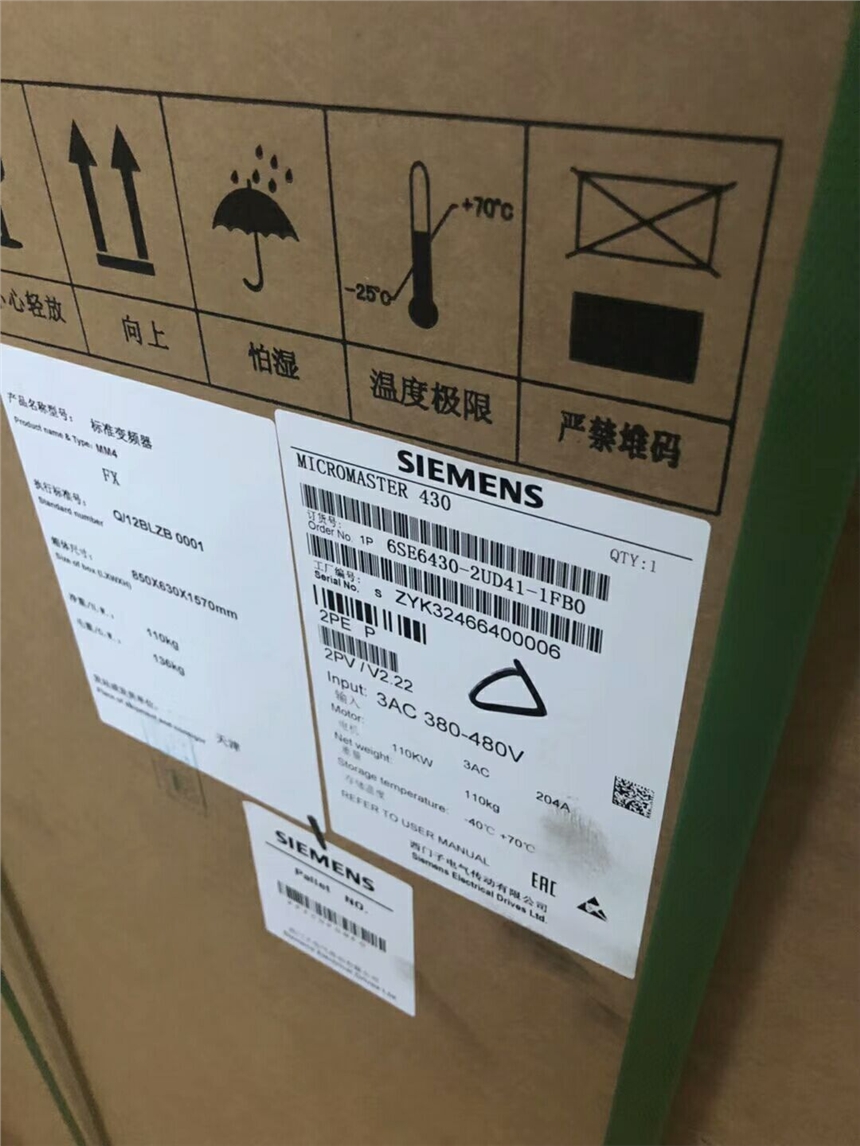 +70°C
-25°C
小心轻放
向上
怕湿
温度极限
严禁堆码
产品名称型号: 标准变频器
Product name & Type: MM4
FX
执行标准号:
Standard number Q/12BLZB 0001
箱体尺寸:
Size of box (LXWXH) 850X630X1570mm
110kg
136kg
天津
SIEMENS
MICROMASTER 430
QTY:1
订货号:
Order No. 1P 6SE6430-2UD41-1FB0
工厂编号:
Serial No. S ZYK32466400006
2PE P
2PV/V2.22
Input: 3AC 380-480V
输入
Motor: 110KW 3AC 204A
电机
Net weight: 110kg
重量
Storage temperature: -40℃ +70℃
存储温度
REFER TO USER MANUAL
西门子电气传动有限公司
Siemens Electrical Drives Ltd.
EAC
SIEMENS
Pallet NO.